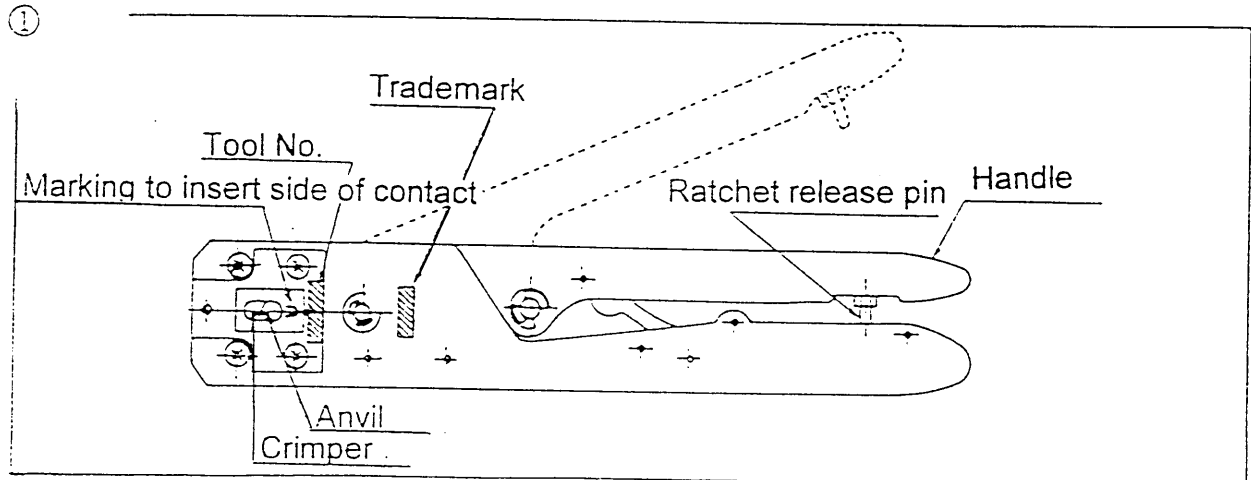 ①
Trademark
Tool No.
Marking to insert side of contact
Ratchet release pin
Handle
Anvil
Crimper